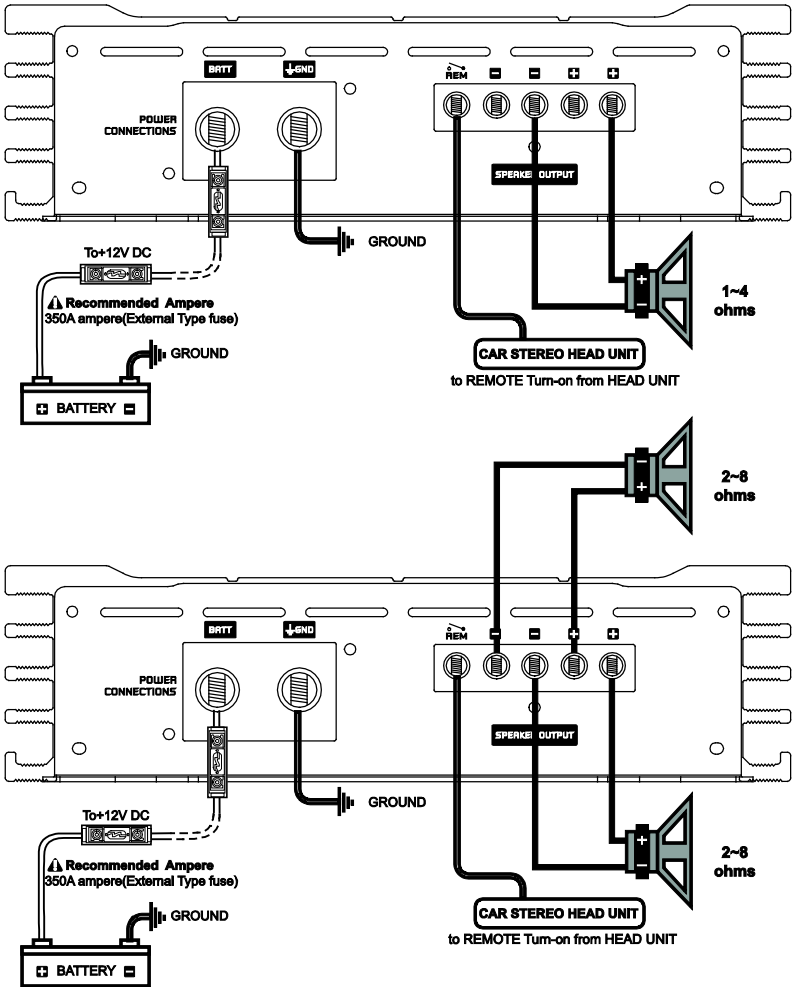 BATT GND REM − − + +
POWER
CONNECTIONS
SPEAKER OUTPUT
GROUND
To+12V DC
+
−
1~4
ohms
Recommended Ampere
350A ampere(External Type fuse)
GROUND
CAR STEREO HEAD UNIT
to REMOTE Turn-on from HEAD UNIT
+ BATTERY −
−
+
2~8
ohms
BATT GND REM − − + +
POWER
CONNECTIONS
SPEAKER OUTPUT
GROUND
To+12V DC
+
−
2~8
ohms
Recommended Ampere
350A ampere(External Type fuse)
GROUND
CAR STEREO HEAD UNIT
to REMOTE Turn-on from HEAD UNIT
+ BATTERY −